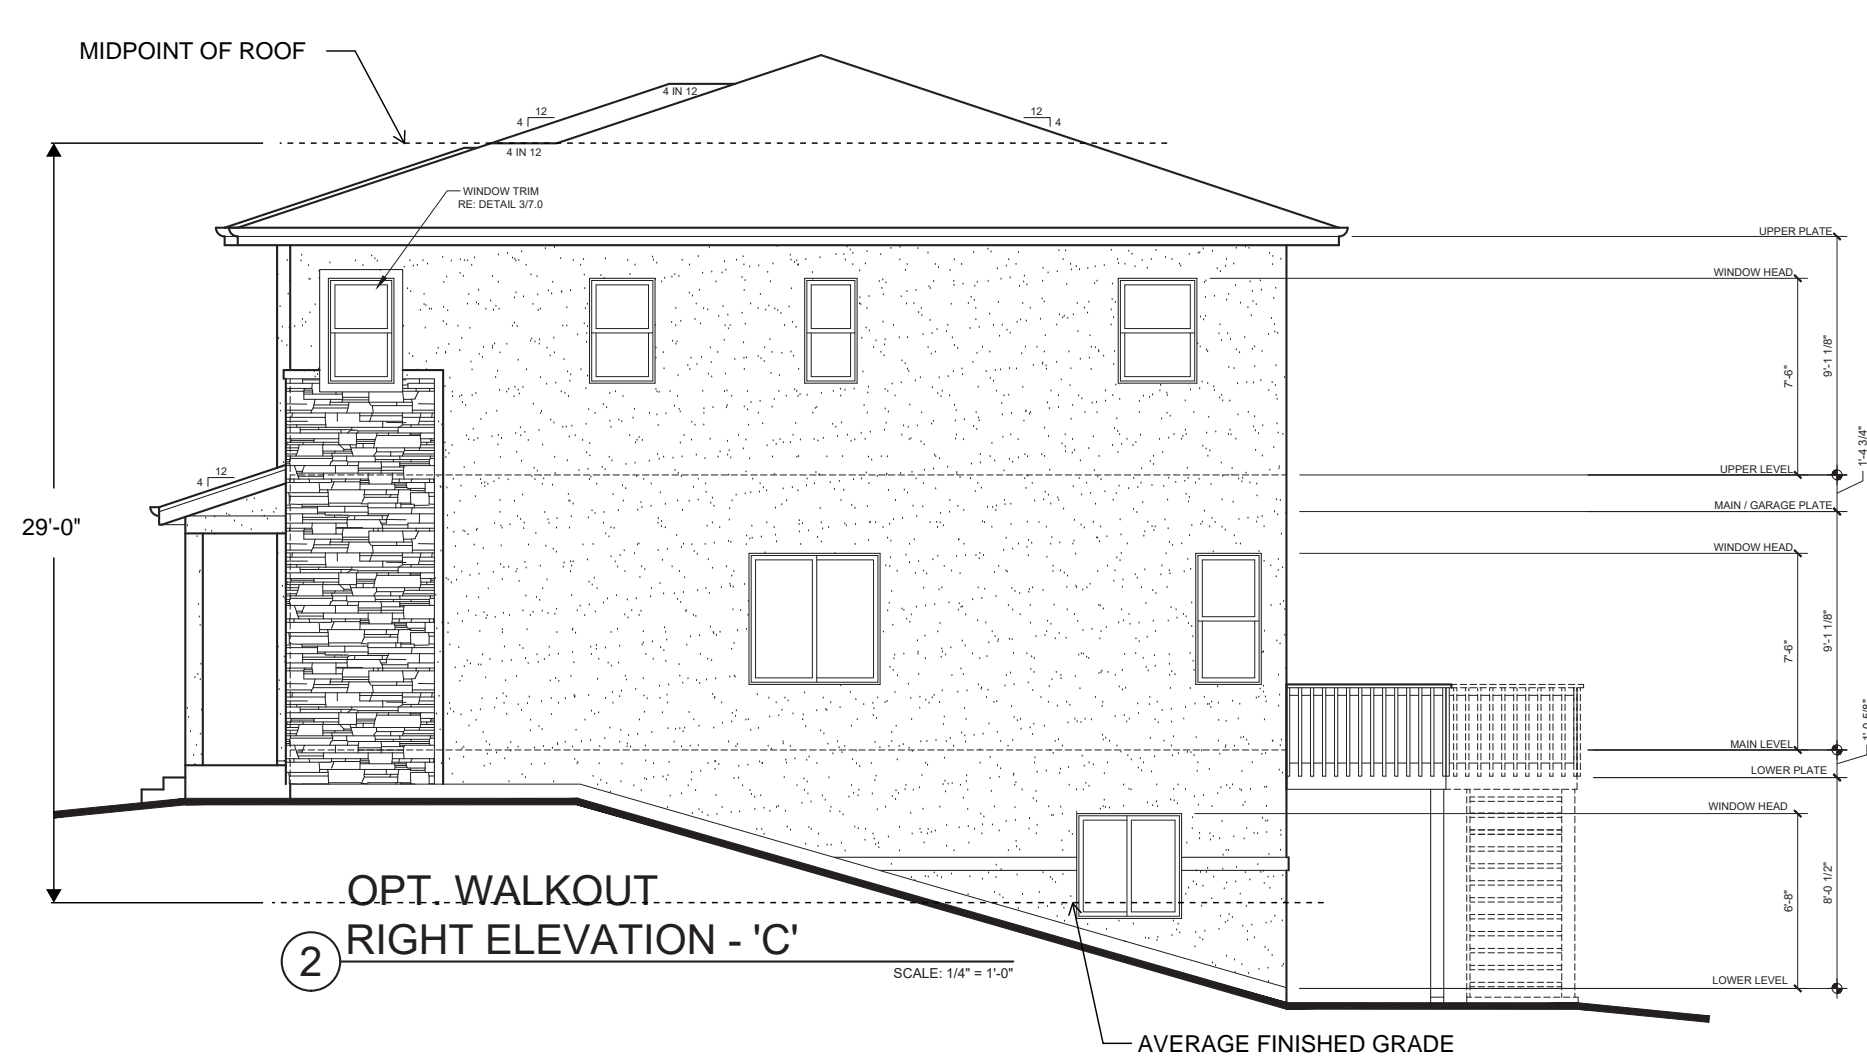 MIDPOINT OF ROOF
4 IN 12
12
4
12
4
4 IN 12
WINDOW TRIM
RE: DETAIL 3/7.0
UPPER PLATE
WINDOW HEAD
9'-1 1/8"
7'-6"
1'-4 3/4"
12
4
UPPER LEVEL
MAIN / GARAGE PLATE
29'-0"
WINDOW HEAD
9'-1 1/8"
7'-6"
1'-0 5/8"
MAIN LEVEL
LOWER PLATE
WINDOW HEAD
8'-0 1/2"
6'-8"
OPT. WALKOUT
RIGHT ELEVATION - 'C'
2
SCALE: 1/4" = 1'-0"
LOWER LEVEL
AVERAGE FINISHED GRADE